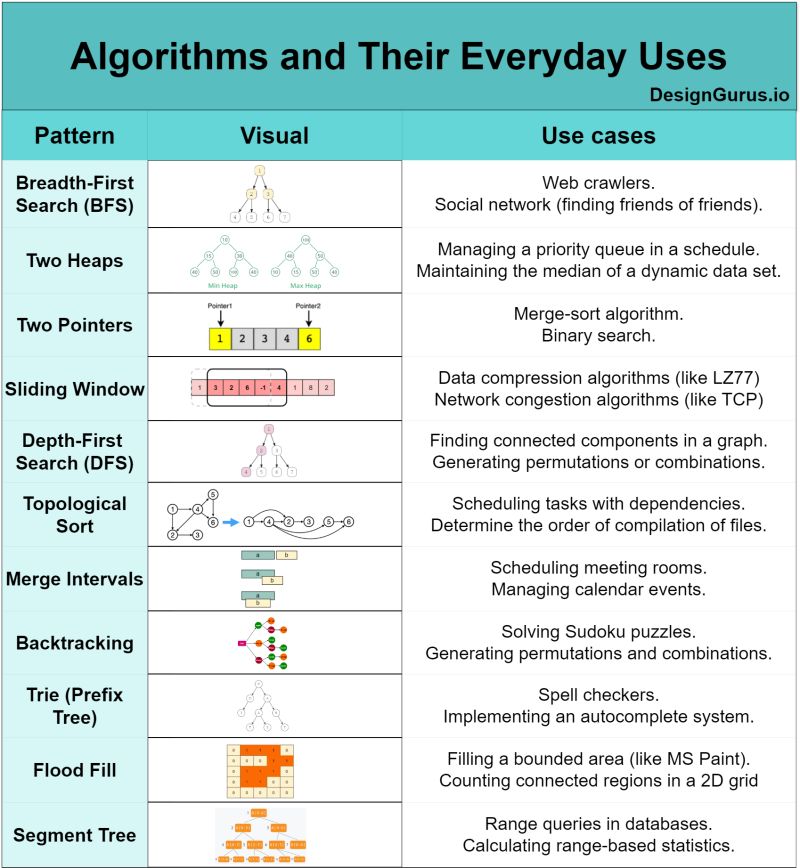 Algorithms and Their Everyday Uses
DesignGurus.io
Pattern
Visual
Use cases
Breadth-First
Search (BFS)
1
2 3
4 5 6 7
Web crawlers.
Social network (finding friends of friends).
Two Heaps
Min Heap
Max Heap
Managing a priority queue in a schedule.
Maintaining the median of a dynamic data set.
Two Pointers
Pointer1
Pointer2
1 2 3 4 6
Merge-sort algorithm.
Binary search.
Sliding Window
1 3 2 6 -1 4 1 8 2
Data compression algorithms (like LZ77)
Network congestion algorithms (like TCP)
Depth-First
Search (DFS)
Finding connected components in a graph.
Generating permutations or combinations.
Topological
Sort
5
1 4
6
2 3
1 4 2 3 5 6
Scheduling tasks with dependencies.
Determine the order of compilation of files.
Merge Intervals
a b
a
b
a
b
Scheduling meeting rooms.
Managing calendar events.
Backtracking
Solving Sudoku puzzles.
Generating permutations and combinations.
Trie (Prefix
Tree)
Spell checkers.
Implementing an autocomplete system.
Flood Fill
Filling a bounded area (like MS Paint).
Counting connected regions in a 2D grid
Segment Tree
Range queries in databases.
Calculating range-based statistics.